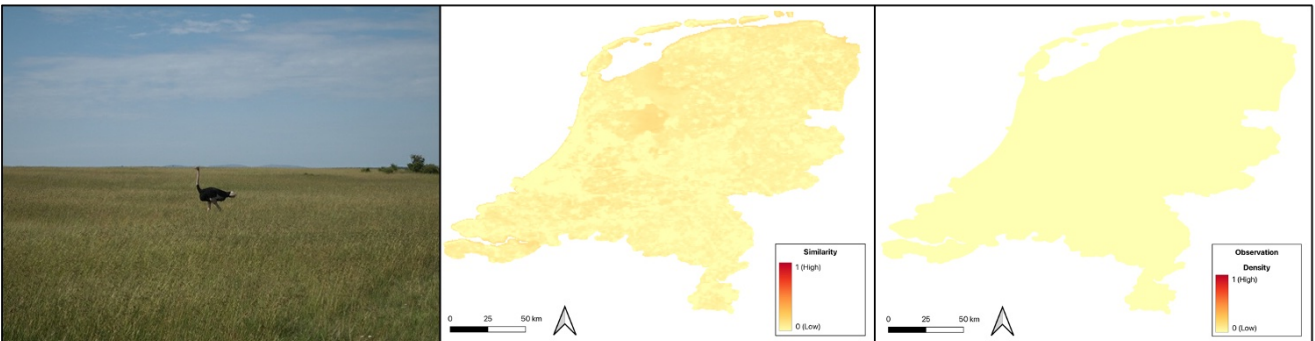 Similarity
1 (High)
0 (Low)
0 25 50 km
Observation
Density
1 (High)
0 (Low)
0 25 50 km